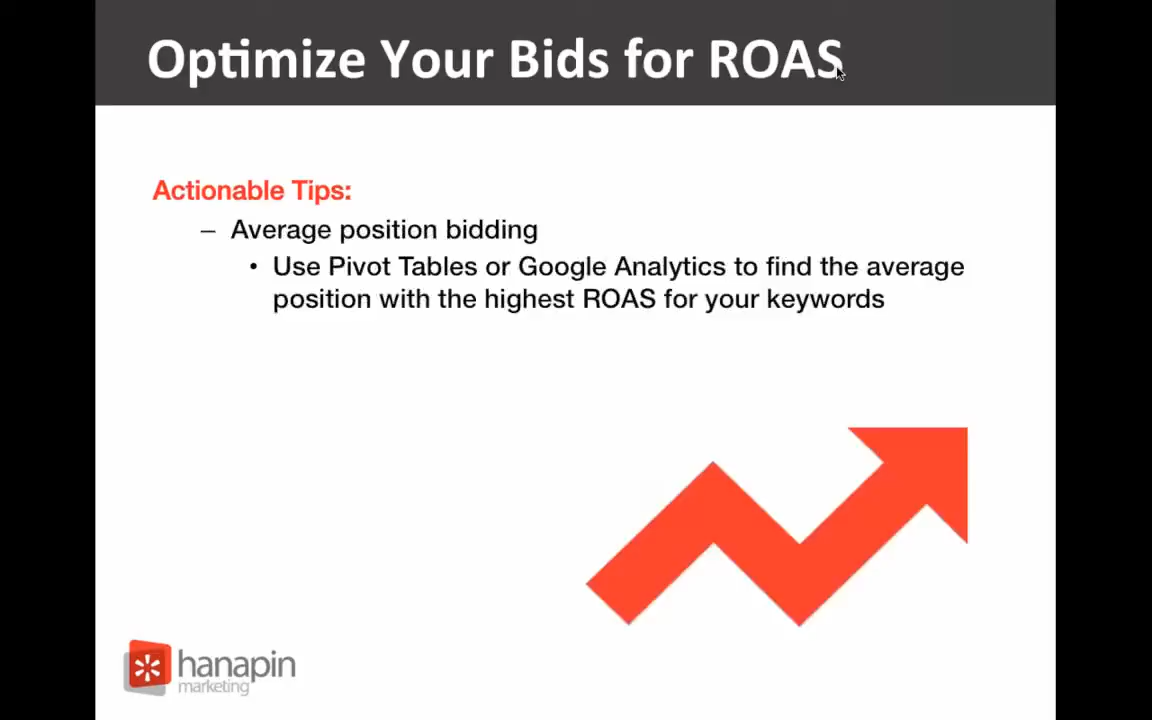 Optimize Your Bids for ROAS
Actionable Tips:
– Average position bidding
• Use Pivot Tables or Google Analytics to find the average
position with the highest ROAS for your keywords
hanapin
marketing